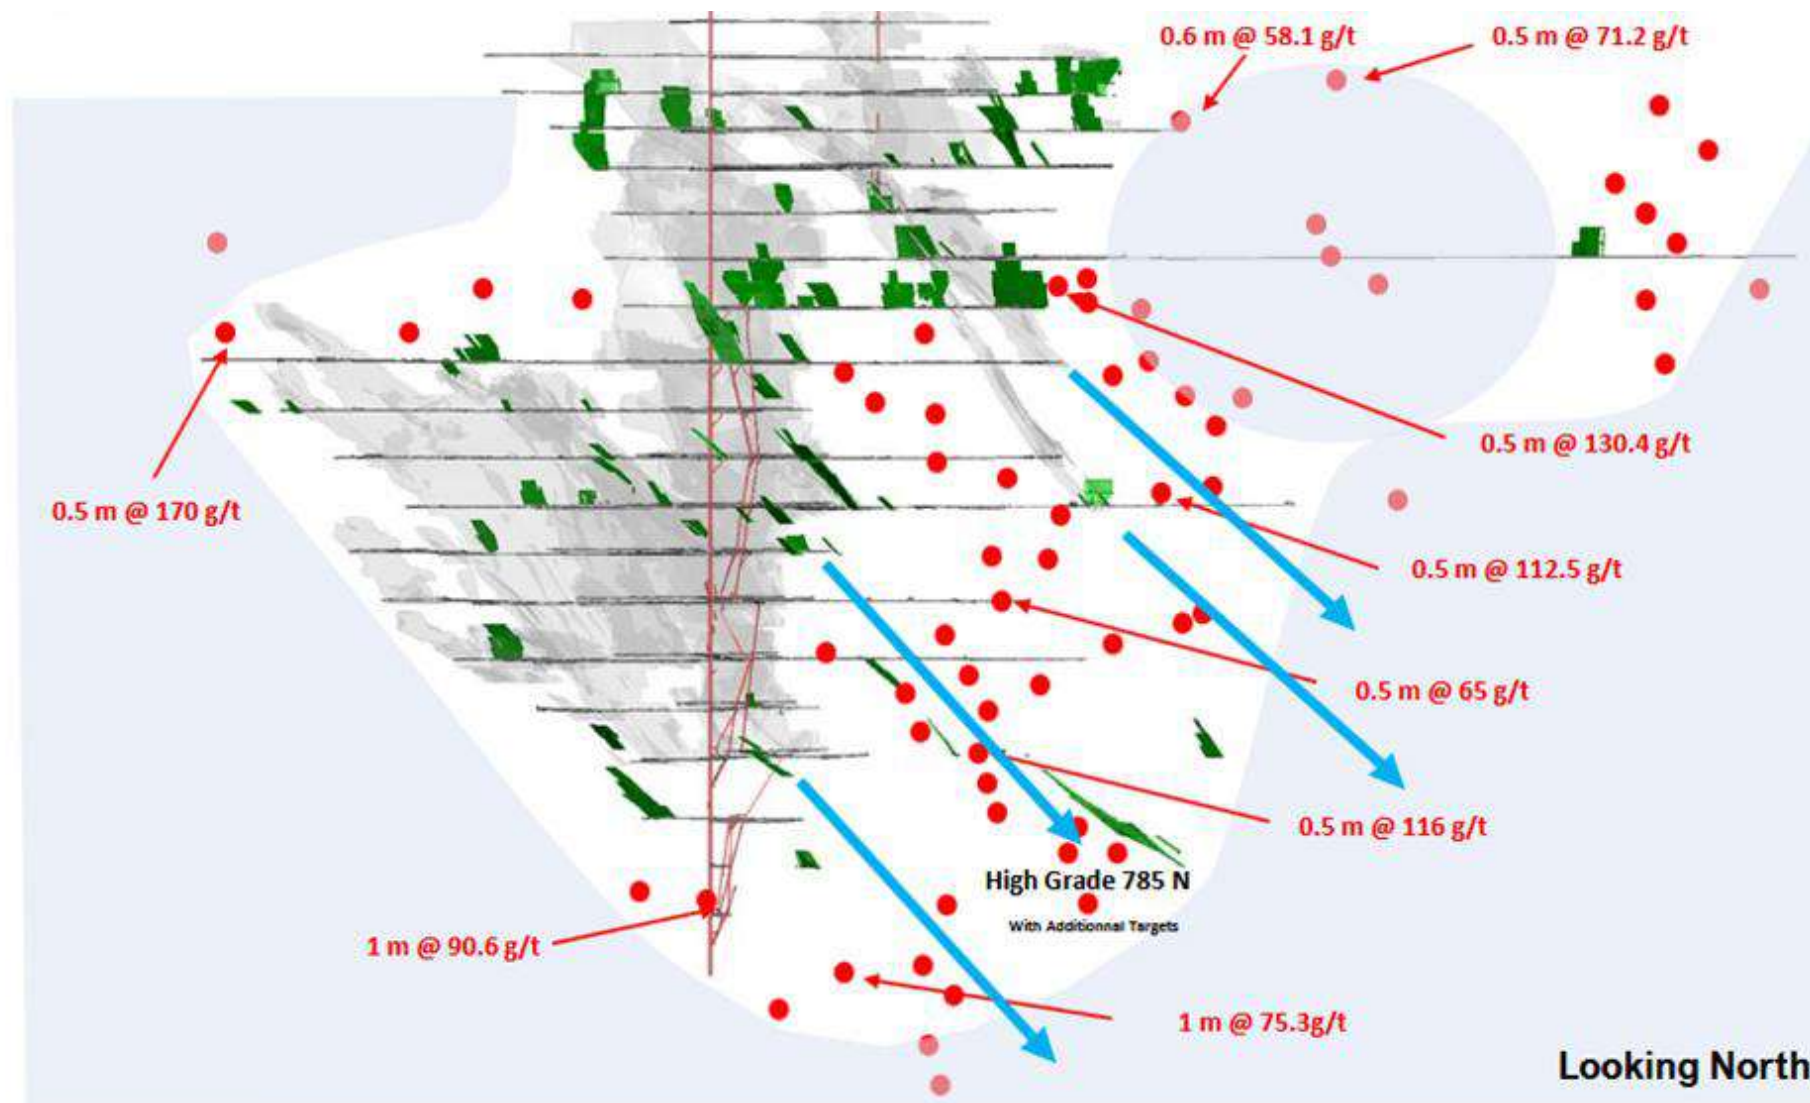 0.6 m @ 58.1 g/t
0.5 m @ 71.2 g/t
0.5 m @ 130.4 g/t
0.5 m @ 170 g/t
0.5 m @ 112.5 g/t
0.5 m @ 65 g/t
0.5 m @ 116 g/t
High Grade 785 N
With Additionnal Targets
1 m @ 90.6 g/t
1 m @ 75.3g/t
Looking North